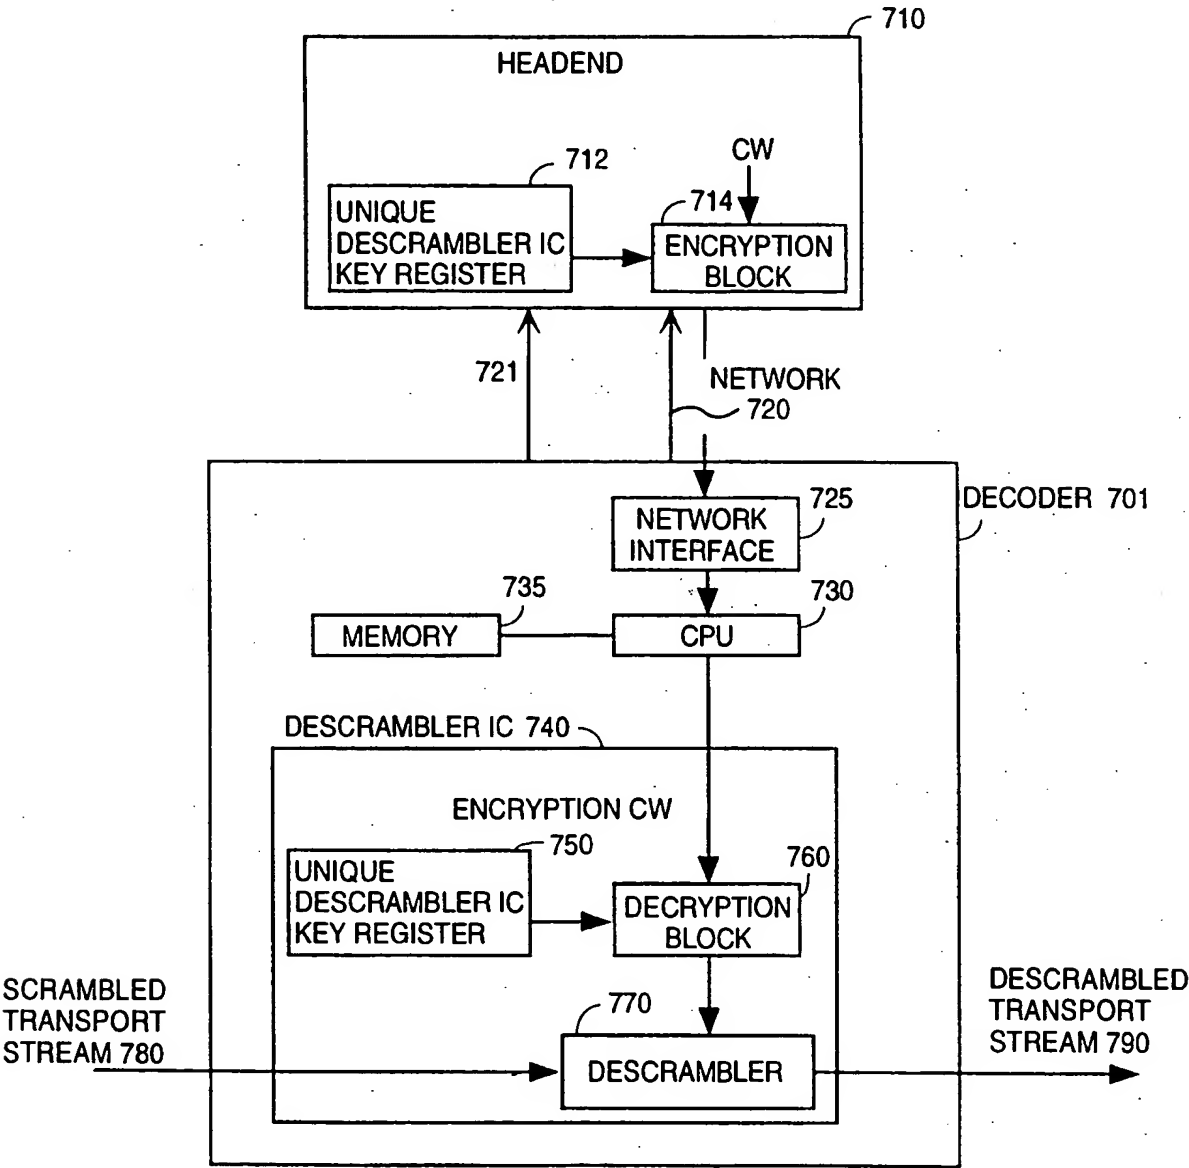 710
HEADEND
CW
712
714
UNIQUE
DESCRAMBLER IC
KEY REGISTER
ENCRYPTION
BLOCK
721
NETWORK
720
DECODER 701
725
NETWORK
INTERFACE
735
730
MEMORY
CPU
DESCRAMBLER IC 740
ENCRYPTION CW
750
760
UNIQUE
DESCRAMBLER IC
KEY REGISTER
DECRYPTION
BLOCK
SCRAMBLED
TRANSPORT
STREAM 780
770
DESCRAMBLER
DESCRAMBLED
TRANSPORT
STREAM 790